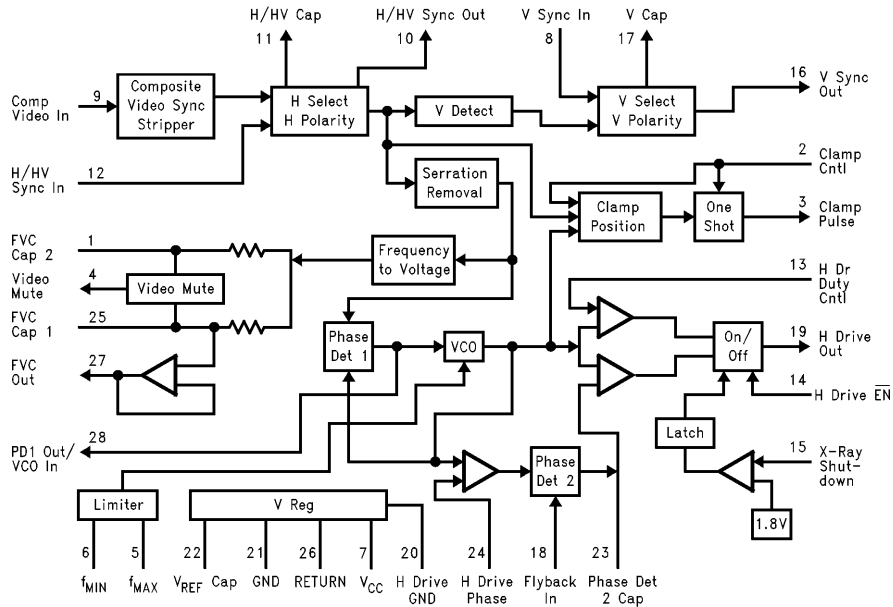 H/HV Cap
11
H/HV Sync Out
10
V Sync In
8
V Cap
17
9
Comp
Video In
Composite
Video Sync
Stripper
H Select
H Polarity
V Detect
V Select
V Polarity
16
V Sync
Out
12
H/HV
Sync In
Serration
Removal
Clamp
Position
One
Shot
2
Clamp
Cntl
3
Clamp
Pulse
FVC
Cap 2
1
Video
Mute
4
Video Mute
FVC
Cap 1
25
Frequency
to Voltage
13
H Dr
Duty
Cntl
FVC
Out
27
Phase
Det 1
VCO
On/
Off
19
H Drive
Out
14
H Drive E̅N̅
PD1 Out/
VCO In
28
Latch
15
X-Ray
Shut-
down
Limiter
V Reg
Phase
Det 2
1.8V
6
5
22
21
26
7
20
24
18
23
fMIN
fMAX
VREF Cap
GND
RETURN
VCC
H Drive
GND
H Drive
Phase
Flyback
In
Phase Det
2 Cap